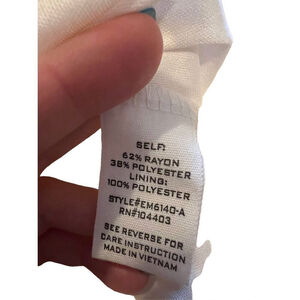 SELF:
62% RAYON
38% POLYESTER
LINING:
100% POLYESTER
STYLE#EM6140-A
RN#104403
SEE REVERSE FOR
CARE INSTRUCTION
MADE IN VIETNAM